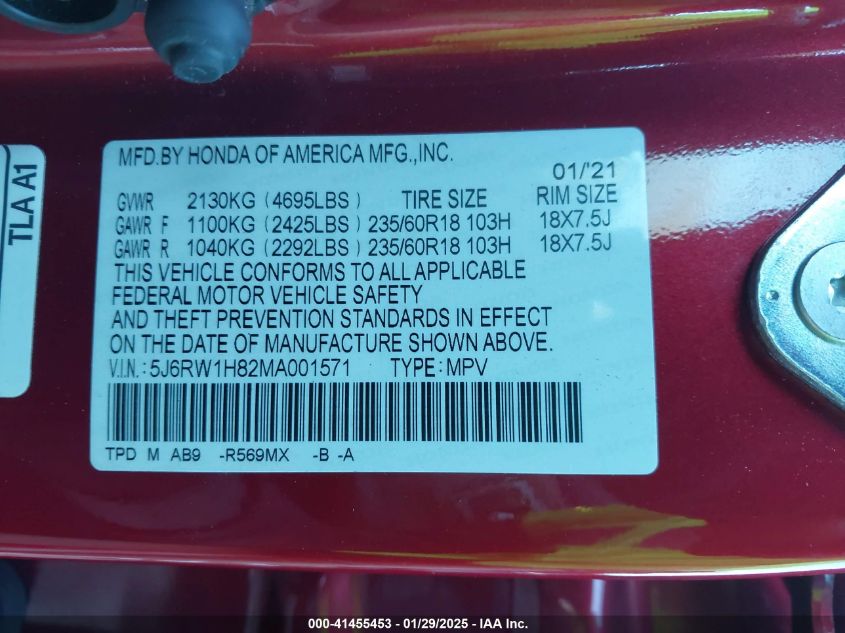 TLA A1
MFD.BY HONDA OF AMERICA MFG.,INC.
01/'21
GVWR 2130KG (4695LBS) TIRE SIZE RIM SIZE
GAWR F 1100KG (2425LBS) 235/60R18 103H 18X7.5J
GAWR R 1040KG (2292LBS) 235/60R18 103H 18X7.5J
THIS VEHICLE CONFORMS TO ALL APPLICABLE
FEDERAL MOTOR VEHICLE SAFETY
AND THEFT PREVENTION STANDARDS IN EFFECT
ON THE DATE OF MANUFACTURE SHOWN ABOVE.
V.I.N.: 5J6RW1H82MA001571 TYPE: MPV
TPD M AB9 -R569MX -B -A
000-41455453 - 01/29/2025 - IAA Inc.